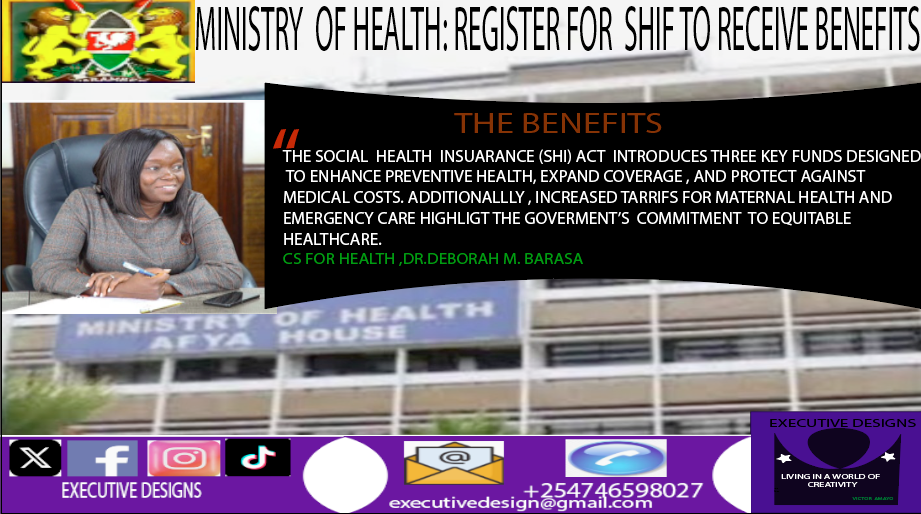 MINISTRY OF HEALTH: REGISTER FOR SHIF TO RECEIVE BENEFITS
THE BENEFITS
“
THE SOCIAL HEALTH INSUARANCE (SHI) ACT INTRODUCES THREE KEY FUNDS DESIGNED
TO ENHANCE PREVENTIVE HEALTH, EXPAND COVERAGE , AND PROTECT AGAINST
MEDICAL COSTS. ADDITIONALLLY , INCREASED TARRIFS FOR MATERNAL HEALTH AND
EMERGENCY CARE HIGHLIGT THE GOVERMENT’S COMMITMENT TO EQUITABLE
HEALTHCARE.
CS FOR HEALTH ,DR.DEBORAH M. BARASA
MINISTRY OF HEALTH
AFYA HOUSE
EXECUTIVE DESIGNS
@
+254746598027
executivedesign@gmail.com
EXECUTIVE DESIGNS
LIVING IN A WORLD OF
CREATIVITY
VICTOR AMAYO